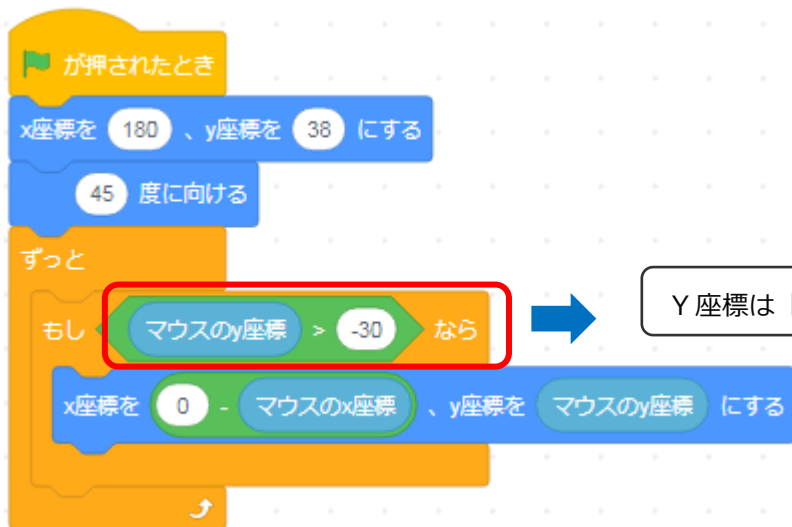 が押されたとき
x座標を 180 、y座標を 38 にする
45 度に向ける
ずっと
もし マウスのy座標 > -30 なら
Y 座標は
x座標を 0 - マウスのx座標 、y座標を マウスのy座標 にする